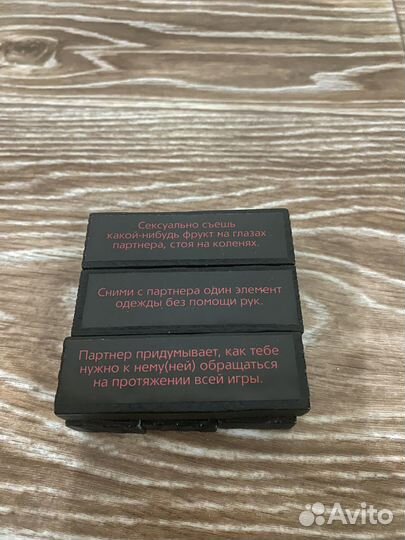 Сексуально съешь
какой-нибудь фрукт на глазах
партнера, стоя на коленях.
Сними с партнера один элемент
одежды без помощи рук.
Партнер придумывает, как тебе
нужно к нему(ней) обращаться
на протяжении всей игры.
Avito